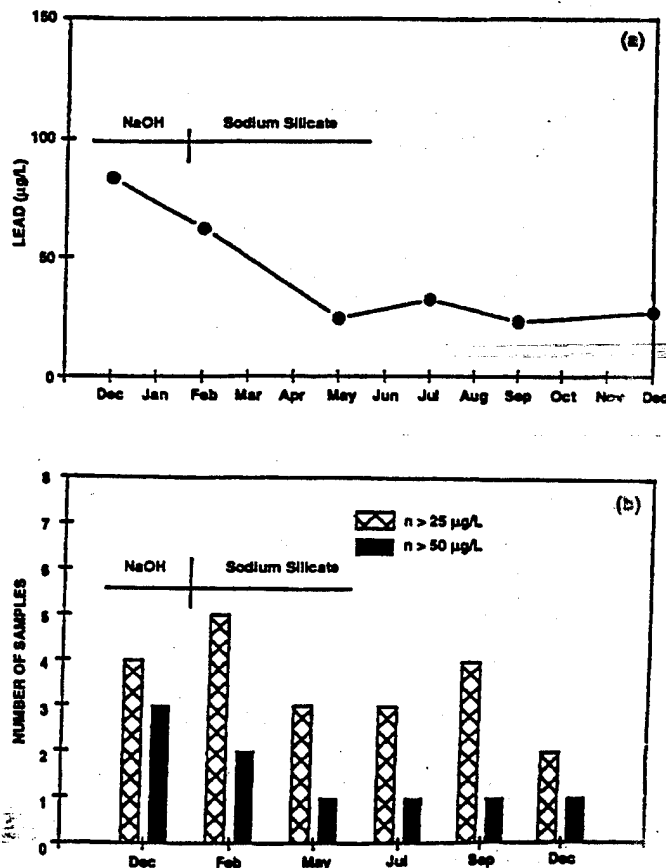 150
(a)
NaOH Sodium Silicate
100
LEAD (µg/L)
50
0
Dec Jan Feb Mar Apr May Jun Jul Aug Sep Oct Nov Dec
8
(b)
7
n > 25 µg/L
n > 50 µg/L
6
NaOH Sodium Silicate
5
NUMBER OF SAMPLES
4
3
2
1
0
Dec Feb May Jul Sep Dec